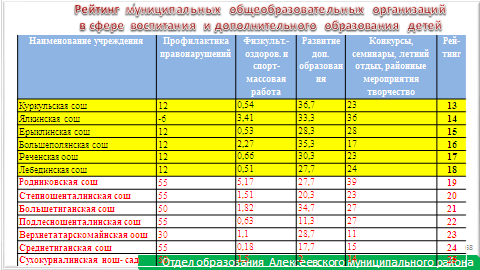 Рейтинг муниципальных общеобразовательных организаций
в сфере воспитания и дополнительного образования детей
Наименование учреждения Профилактика правонарушений Физкульт.- оздоров. и спорт- массовая работа Развитие доп. образован ия Конкурсы, семинары, летний отдых, районные мероприятия творчество Рей- тинг
Куркульская сош 12 0,54 36,7 23 13
Ялкинская сош -6 3,41 33,3 36 14
Ерыклинская сош 12 0,53 28,3 28 15
Большеполянская сош 12 2,27 35,3 17 16
Реченская оош 12 0,66 30,3 23 17
Лебединская сош 12 0,51 27,7 24 18
Родниковская сош 55 5,17 27,7 39 19
Степношенталинская сош 55 1,51 20,3 23 20
Большетиганская сош 50 1,82 34,7 27 21
Подлесношенталинская сош 55 0,63 11,3 27 22
Верхнетатарскомайнская оош 30 1,1 28,7 11 23
Среднетиганская сош 55 0,18 17,7 15 24
Сухокурналинская нош- сад
Отдел образования Алексеевского муниципального района